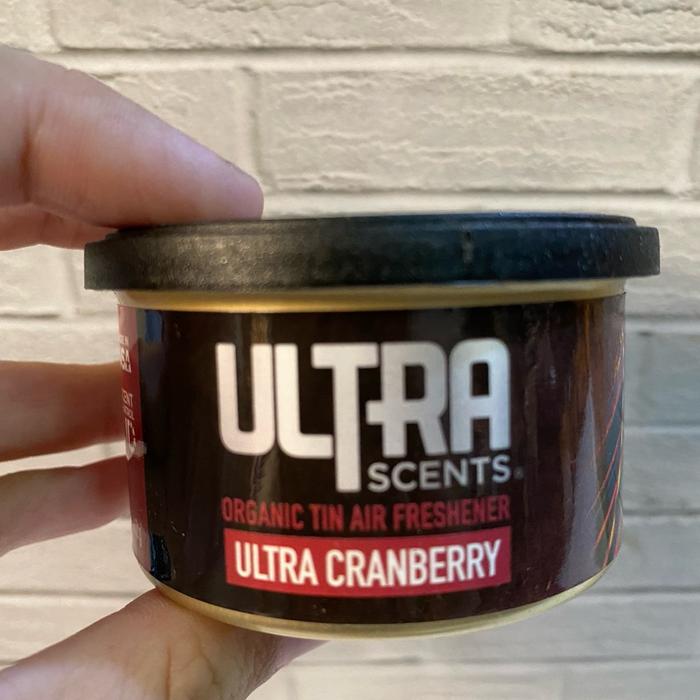 ULTRA
SCENTS
ORGANIC TIN AIR FRESHENER
ULTRA CRANBERRY